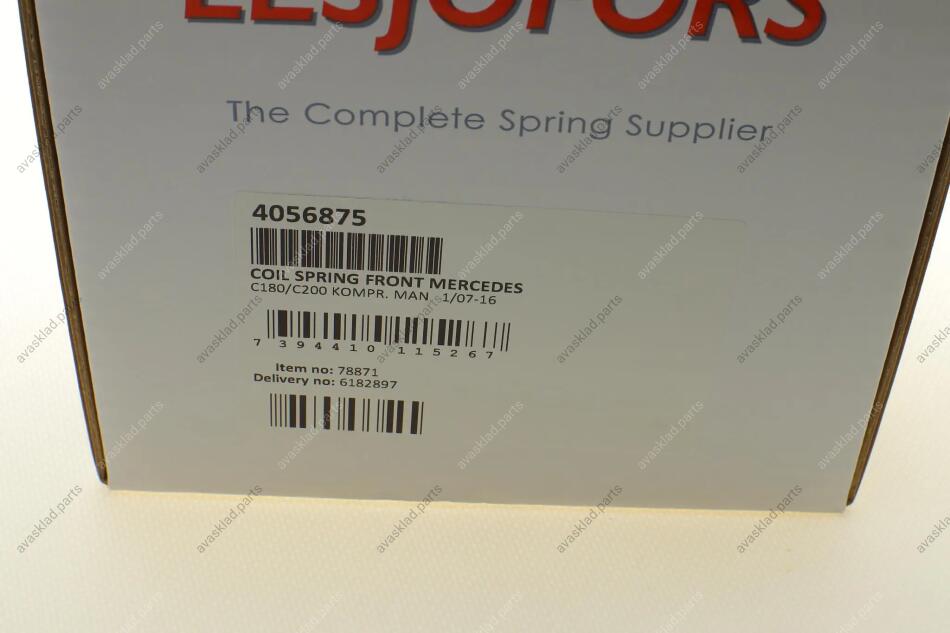 LESJÖFORS
The Complete Spring Supplier
4056875
COIL SPRING FRONT MERCEDES
C180/C200 KOMPR. MAN 1/07-16
7 394410 115267
Item no: 78871
Delivery no: 6182897
avasklad.parts